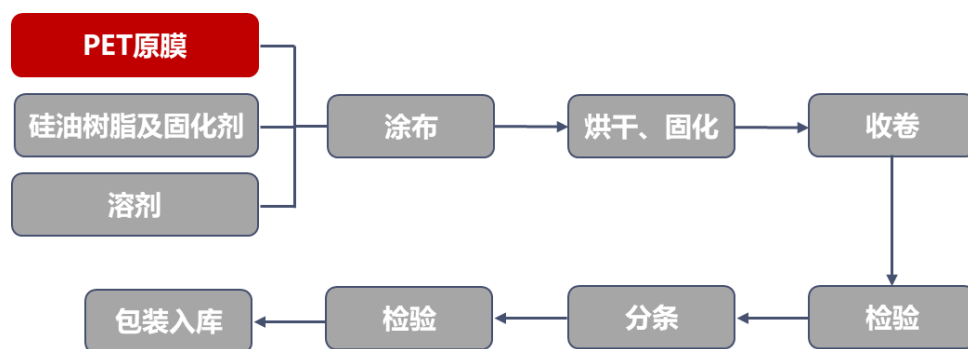 PET原膜
硅油树脂及固化剂
溶剂
涂布
烘干、固化
收卷
检验
分条
检验
包装入库